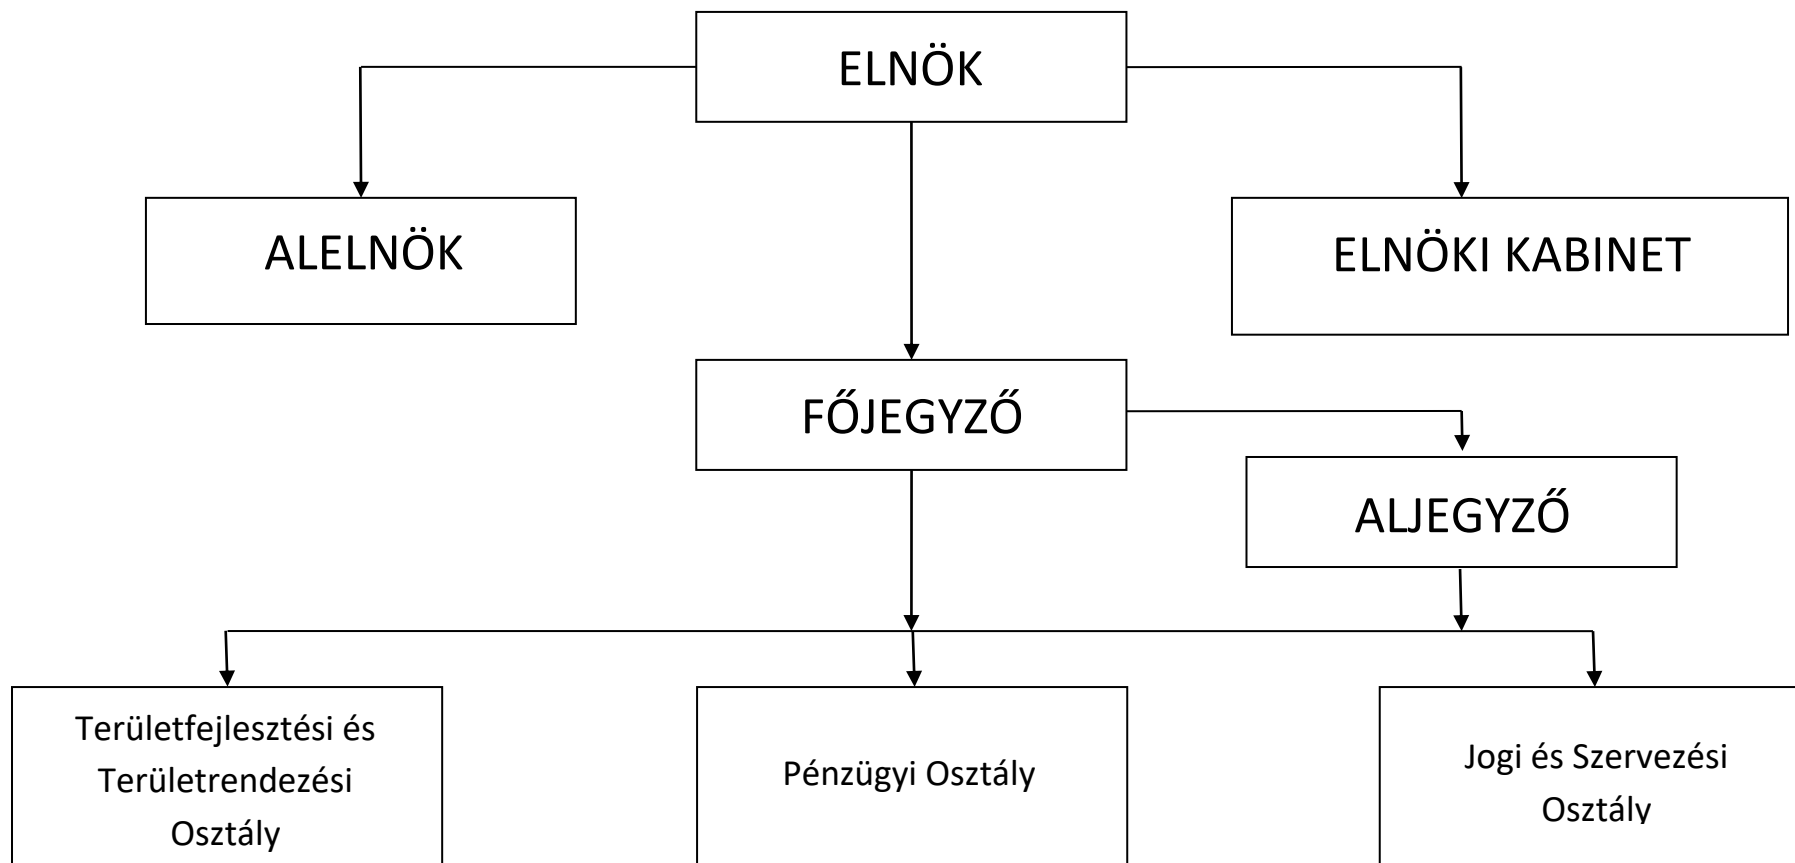 ELNÖK
ALELNÖK
ELNÖKI KABINET
FŐJEGYZŐ
ALJEGYZŐ
Területfejlesztési és
Területrendezési
Osztály
Pénzügyi Osztály
Jogi és Szervezési
Osztály